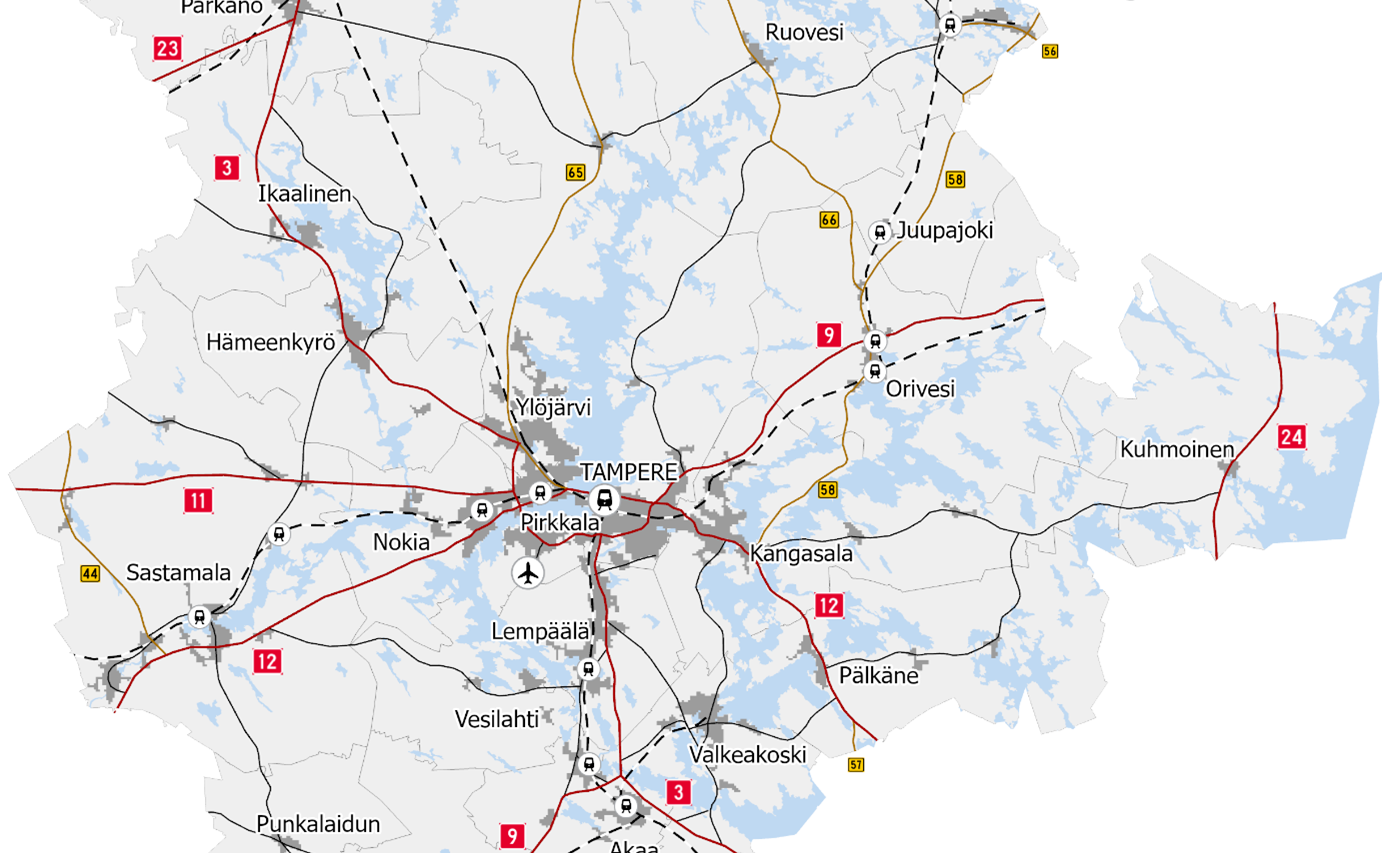 Parkano
Ruovesi
23
56
3
65
58
Ikaalinen
66
Juupajoki
9
Hämeenkyrö
Orivesi
Ylöjärvi
24
Kuhmoinen
TAMPERE
11
58
Pirkkala
Nokia
Kangasala
44
Sastamala
12
Lempäälä
12
Pälkäne
Vesilahti
Valkeakoski
57
3
Punkalaidun
9
Akaa